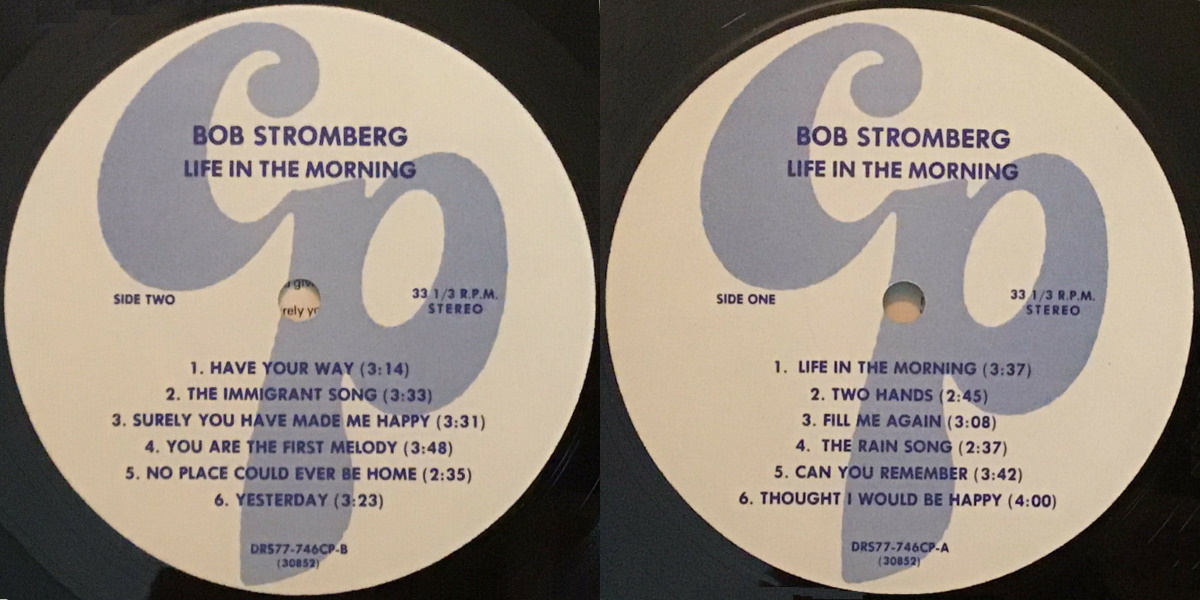 BOB STROMBERG
LIFE IN THE MORNING
SIDE TWO
33 1/3 R.P.M.
STEREO
1. HAVE YOUR WAY (3:14)
2. THE IMMIGRANT SONG (3:33)
3. SURELY YOU HAVE MADE ME HAPPY (3:31)
4. YOU ARE THE FIRST MELODY (3:48)
5. NO PLACE COULD EVER BE HOME (2:35)
6. YESTERDAY (3:23)
DRS77-746CP-B
(30852)
BOB STROMBERG
LIFE IN THE MORNING
SIDE ONE
33 1/3 R.P.M.
STEREO
1. LIFE IN THE MORNING (3:37)
2. TWO HANDS (2:45)
3. FILL ME AGAIN (3:08)
4. THE RAIN SONG (2:37)
5. CAN YOU REMEMBER (3:42)
6. THOUGHT I WOULD BE HAPPY (4:00)
DRS77-746CP-A
(30852)